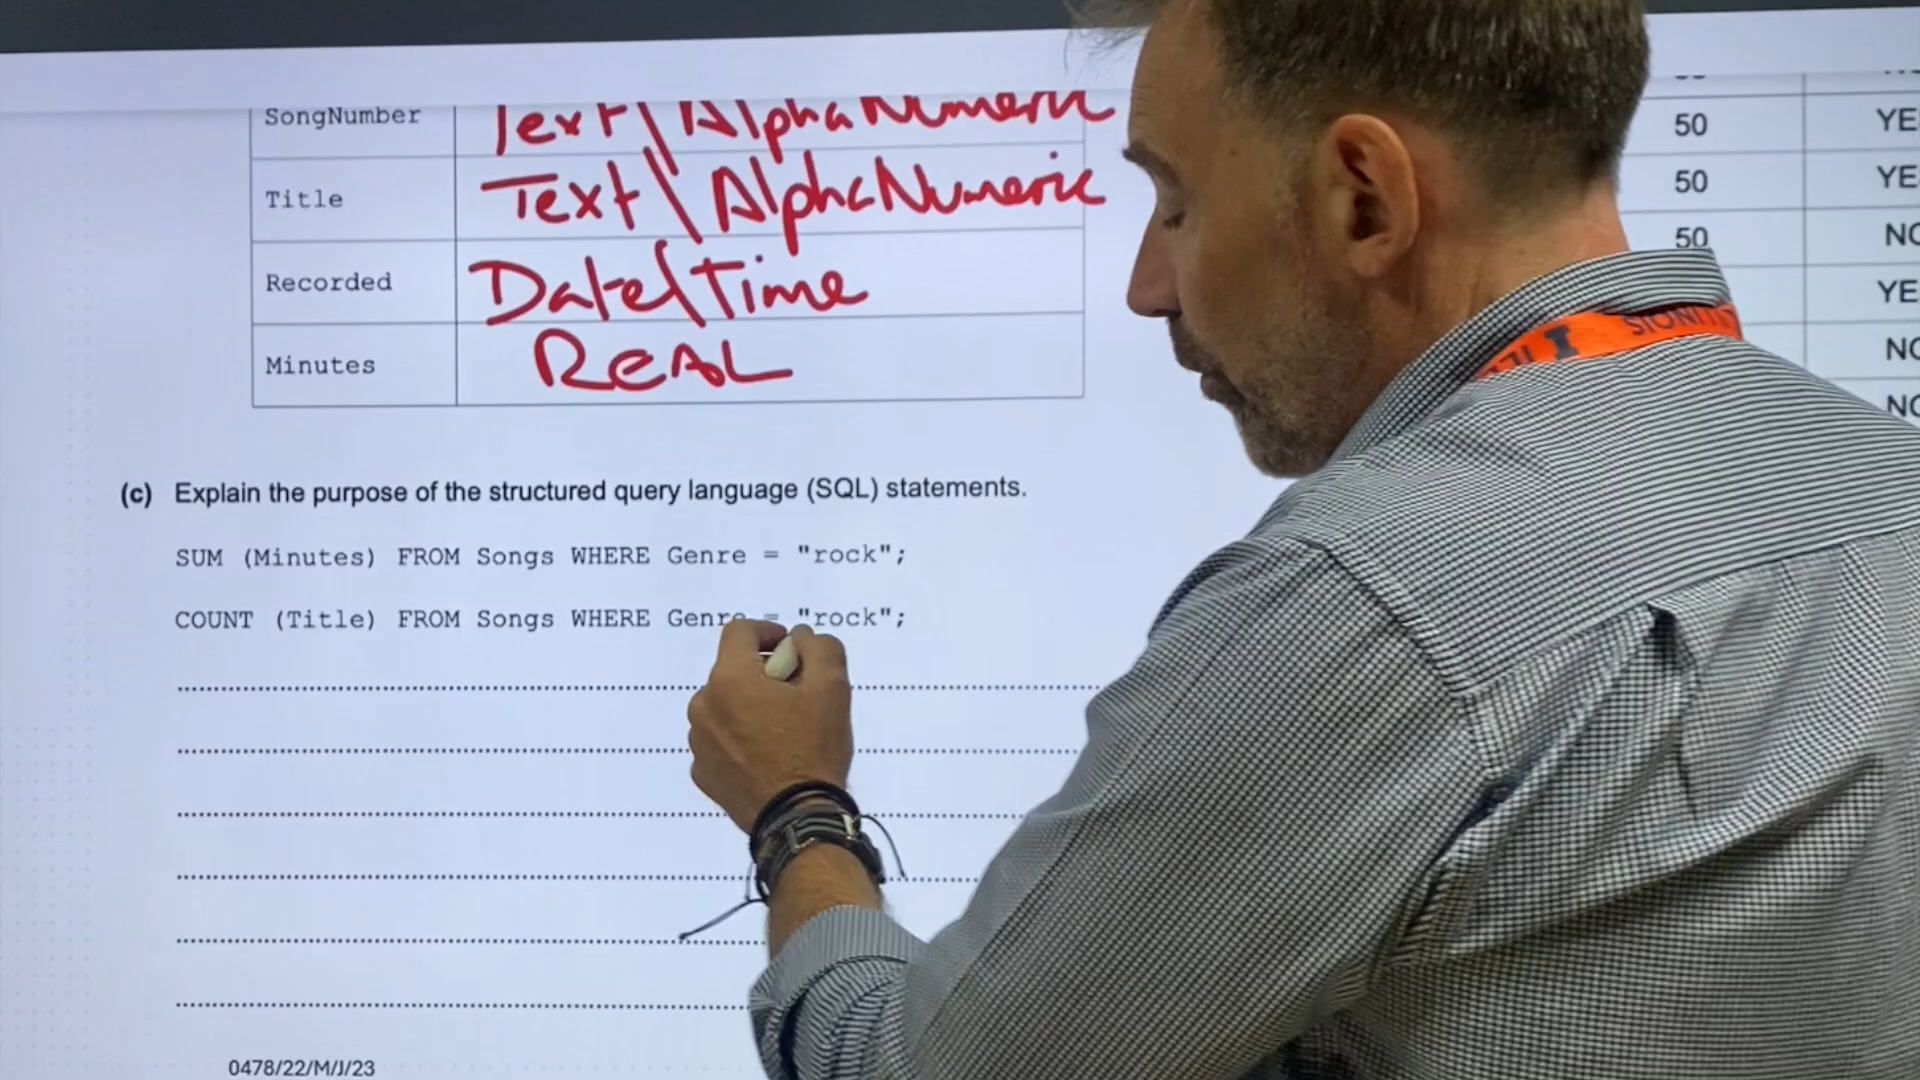 SongNumber Text\AlphaNumeric
Title Text\AlphaNumeric
Recorded Date/Time
Minutes REAL
50
50 YE
50 NO
YE
NO
NO
(c) Explain the purpose of the structured query language (SQL) statements.
SUM (Minutes) FROM Songs WHERE Genre = "rock";
COUNT (Title) FROM Songs WHERE Genre = "rock";
0478/22/M/J/23